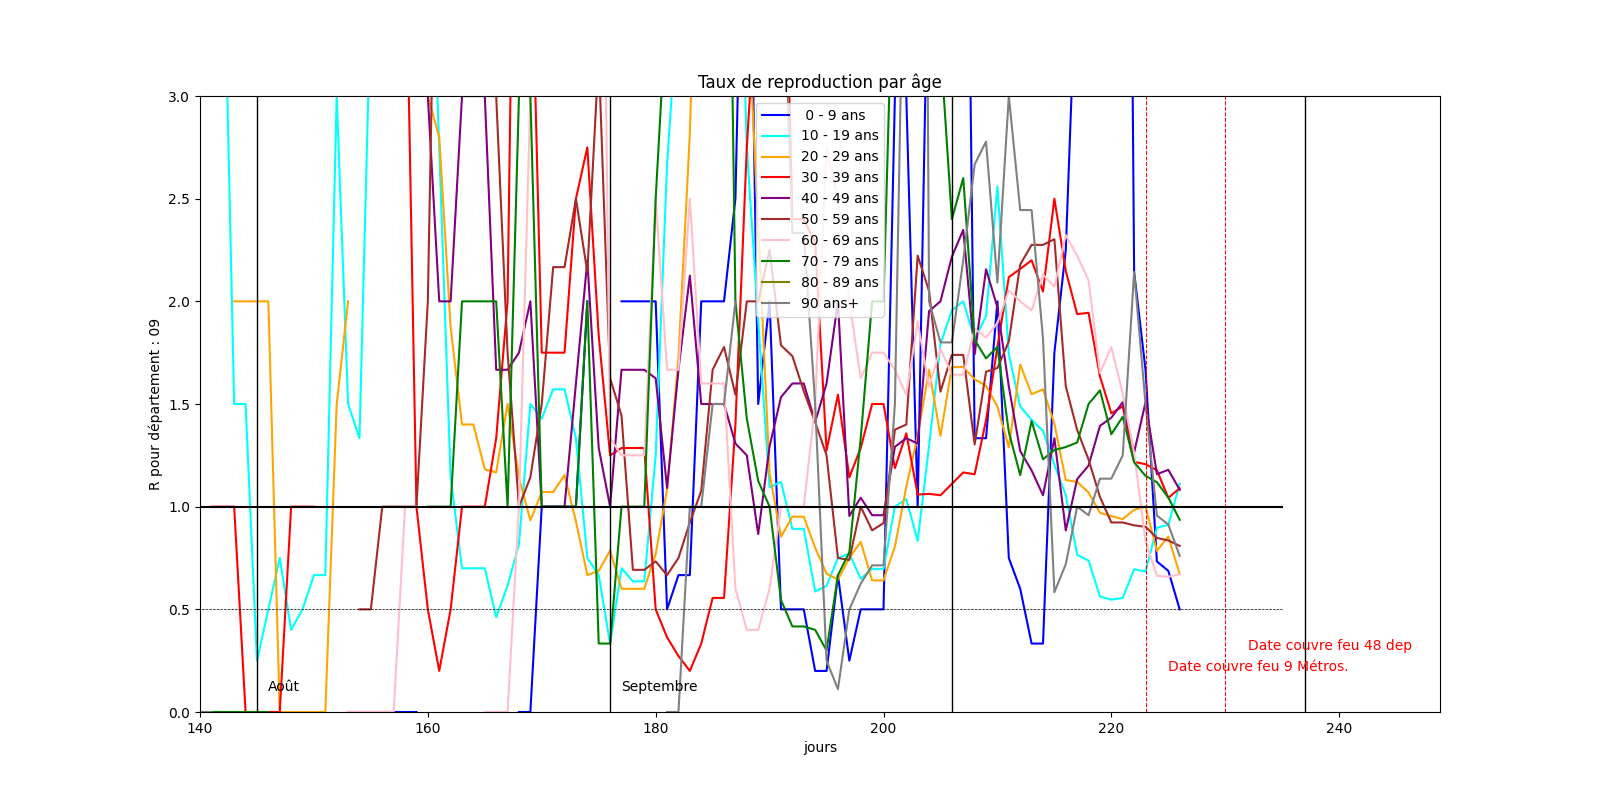 Taux de reproduction par âge
R pour département : 09
3.0
2.5
2.0
1.5
1.0
0.5
0.0
0 - 9 ans
10 - 19 ans
20 - 29 ans
30 - 39 ans
40 - 49 ans
50 - 59 ans
60 - 69 ans
70 - 79 ans
80 - 89 ans
90 ans+
Date couvre feu 48 dep
Date couvre feu 9 Métros.
Août
Septembre
140
160
180
200
220
240
jours